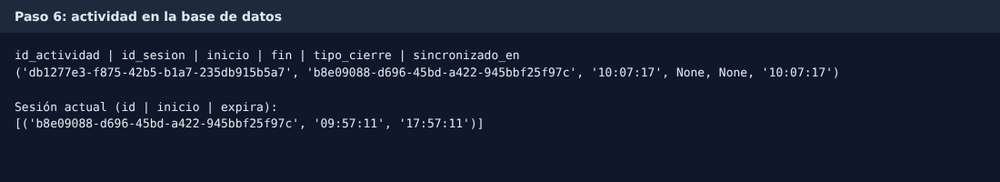 Paso 6: actividad en la base de datos
id_actividad | id_sesion | inicio | fin | tipo_cierre | sincronizado_en
('db1277e3-f875-42b5-b1a7-235db915b5a7', 'b8e09088-d696-45bd-a422-945bbf25f97c', '10:07:17', None, None, '10:07:17')
Sesión actual (id | inicio | expira):
[('b8e09088-d696-45bd-a422-945bbf25f97c', '09:57:11', '17:57:11')]